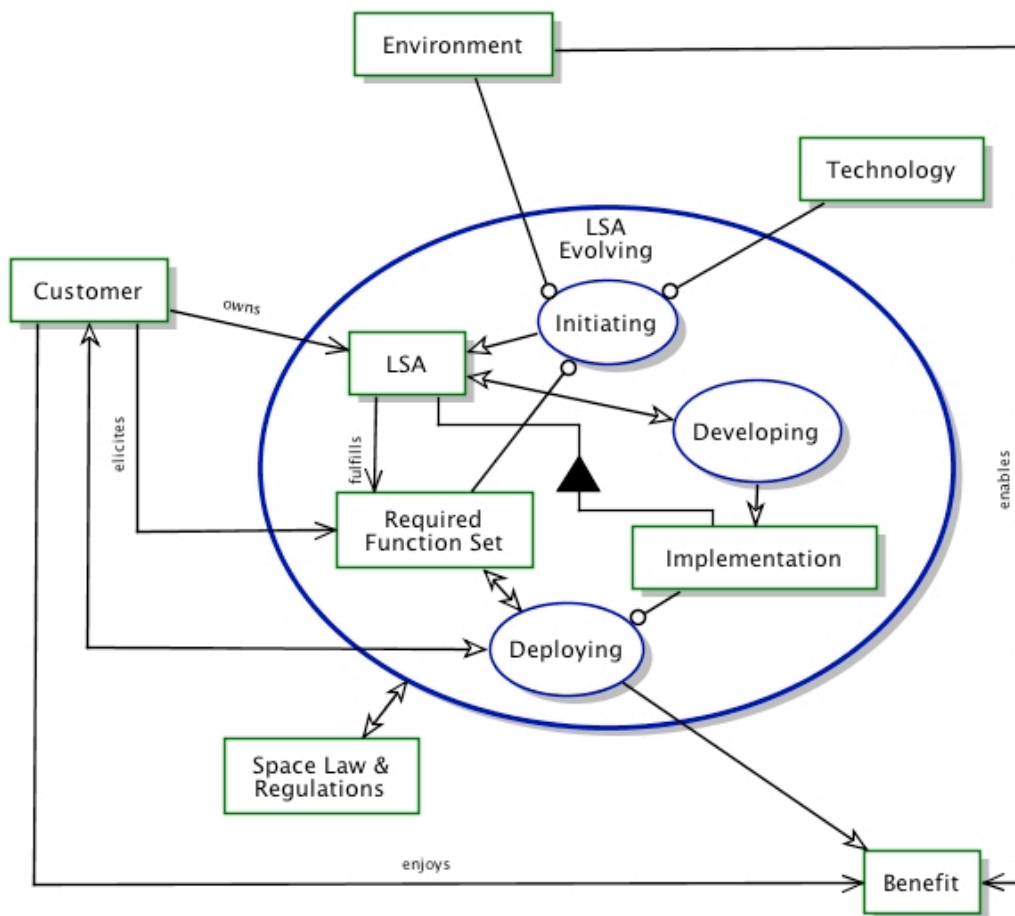 Environment
Technology
LSA
Evolving
Customer
owns
Initiating
LSA
Developing
elicites
fulfills
enables
Required
Function Set
Implementation
Deploying
Space Law &
Regulations
enjoys
Benefit